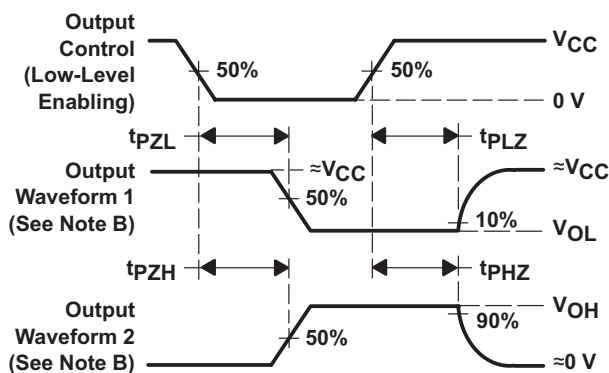 Output
Control
(Low-Level
Enabling)
50%
50%
VCC
0 V
tPZL
tPLZ
Output
Waveform 1
(See Note B)
≈VCC
50%
≈VCC
10%
VOL
tPZH
tPHZ
Output
Waveform 2
(See Note B)
50%
VOH
90%
≈0 V